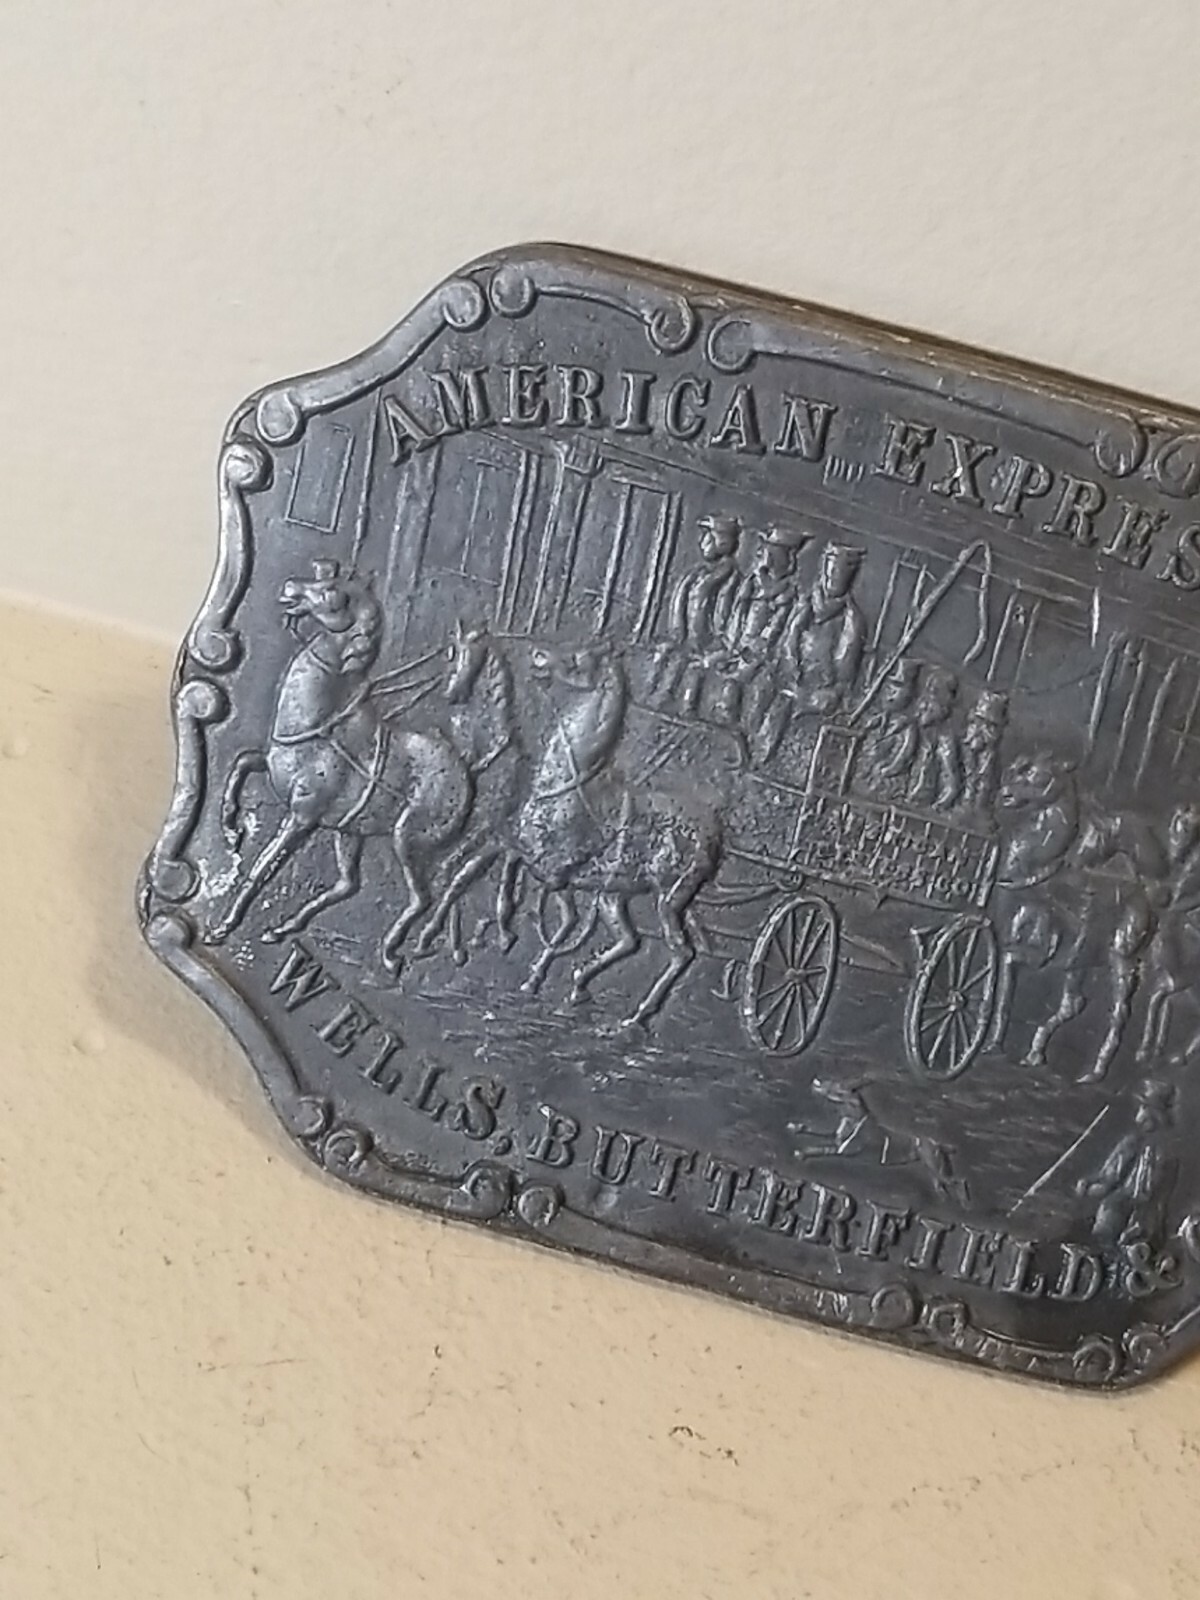 AMERICAN EXPRES
WELLS, BUTTERFIELD &